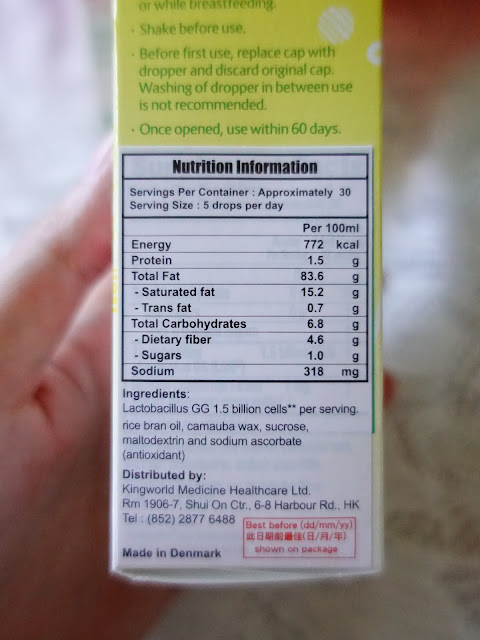 or while breastfeeding.
· Shake before use.
· Before first use, replace cap with
dropper and discard original cap.
Washing of dropper in between use
is not recommended.
· Once opened, use within 60 days.
Nutrition Information
Servings Per Container : Approximately 30
Serving Size : 5 drops per day
Per 100ml
Energy 772 kcal
Protein 1.5 g
Total Fat 83.6 g
- Saturated fat 15.2 g
- Trans fat 0.7 g
Total Carbohydrates 6.8 g
- Dietary fiber 4.6 g
- Sugars 1.0 g
Sodium 318 mg
Ingredients:
Lactobacillus GG 1.5 billion cells** per serving.
rice bran oil, camauba wax, sucrose,
maltodextrin and sodium ascorbate
(antioxidant)
Distributed by:
Kingworld Medicine Healthcare Ltd.
Rm 1906-7, Shui On Ctr., 6-8 Harbour Rd., HK
Tel : (852) 2877 6488
Best before (dd/mm/yy)
此日期前最佳(日/月/年)
shown on package
Made in Denmark